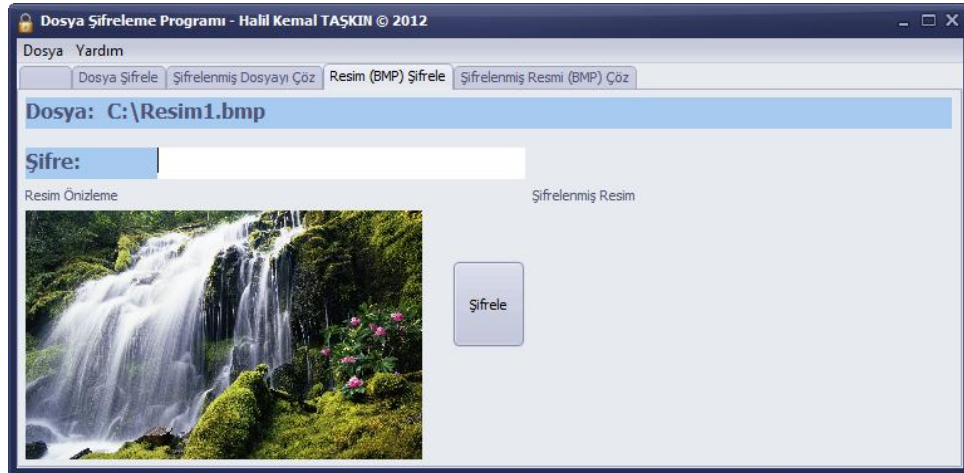 Dosya Şifreleme Programı - Halil Kemal TAŞKIN © 2012
Dosya Yardım
Dosya Şifrele Şifrelenmiş Dosyayı Çöz Resim (BMP) Şifrele Şifrelenmiş Resmi (BMP) Çöz
Dosya: C:\Resim1.bmp
Şifre:
Resim Önizleme Şifrelenmiş Resim
Şifrele